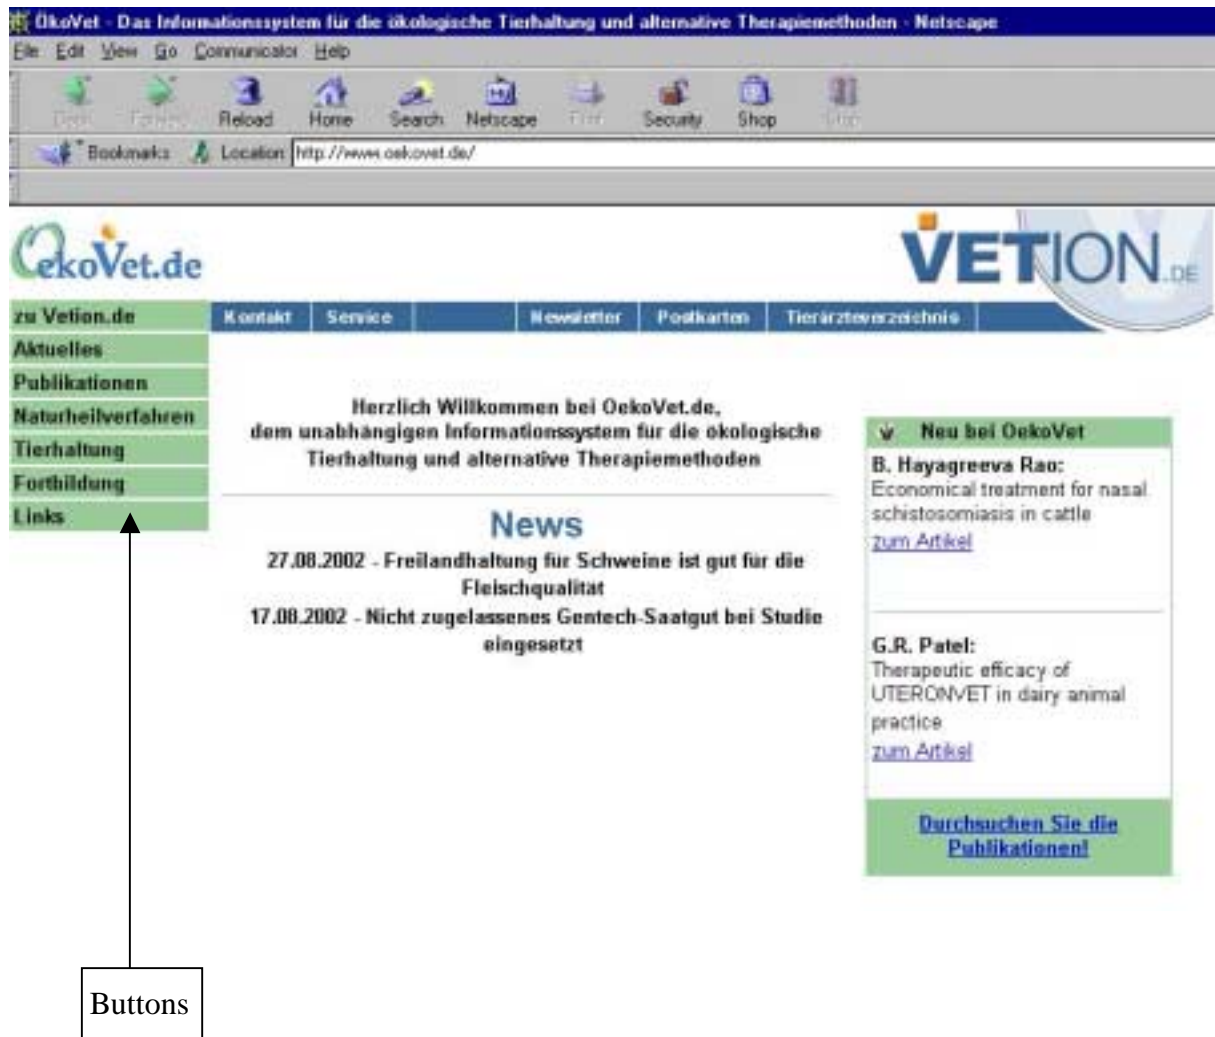 ÖkoVet - Das Informationssystem für die ökologische Tierhaltung und alternative Therapiemethoden - Netscape
File Edit View Go Communicator Help
Back Forward Reload Home Search Netscape Print Security Shop Stop
Bookmarks Location http://www.oekovet.de/
OekoVet.de
VETION.DE
zu Vetion.de
Aktuelles
Publikationen
Naturheilverfahren
Tierhaltung
Fortbildung
Links
Kontakt Service Newsletter Postkarten Tierärzteverzeichnis
Herzlich Willkommen bei OekoVet.de,
dem unabhängigen Informationssystem für die ökologische
Tierhaltung und alternative Therapiemethoden
News
27.08.2002 - Freilandhaltung für Schweine ist gut für die
Fleischqualität
17.08.2002 - Nicht zugelassenes Gentech-Saatgut bei Studie
eingesetzt
Neu bei OekoVet
B. Hayagreeva Rao:
Economical treatment for nasal
schistosomiasis in cattle
zum Artikel
G.R. Patel:
Therapeutic efficacy of
UTERONVET in dairy animal
practice
zum Artikel
Durchsuchen Sie die
Publikationen!
Buttons